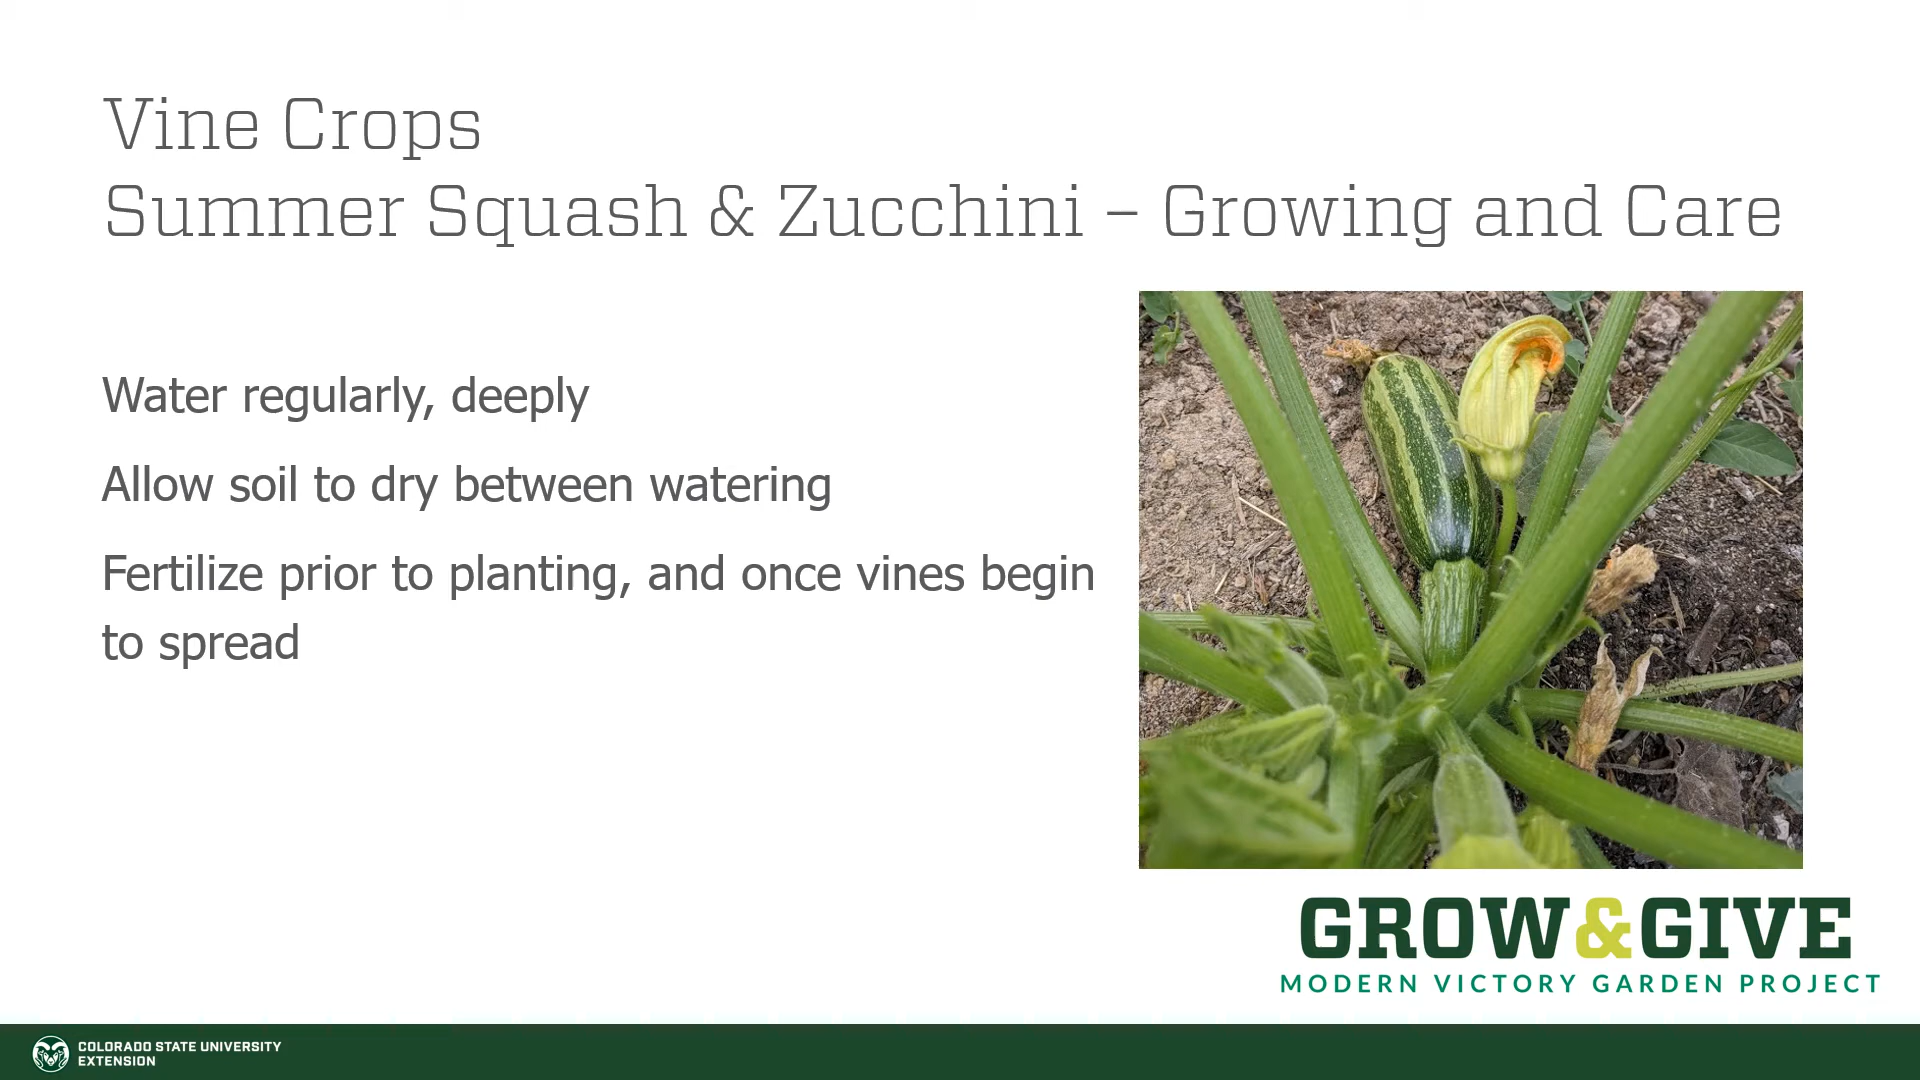 Vine Crops
Summer Squash & Zucchini – Growing and Care
Water regularly, deeply
Allow soil to dry between watering
Fertilize prior to planting, and once vines begin
to spread
GROW&GIVE
MODERN VICTORY GARDEN PROJECT
COLORADO STATE UNIVERSITY
EXTENSION